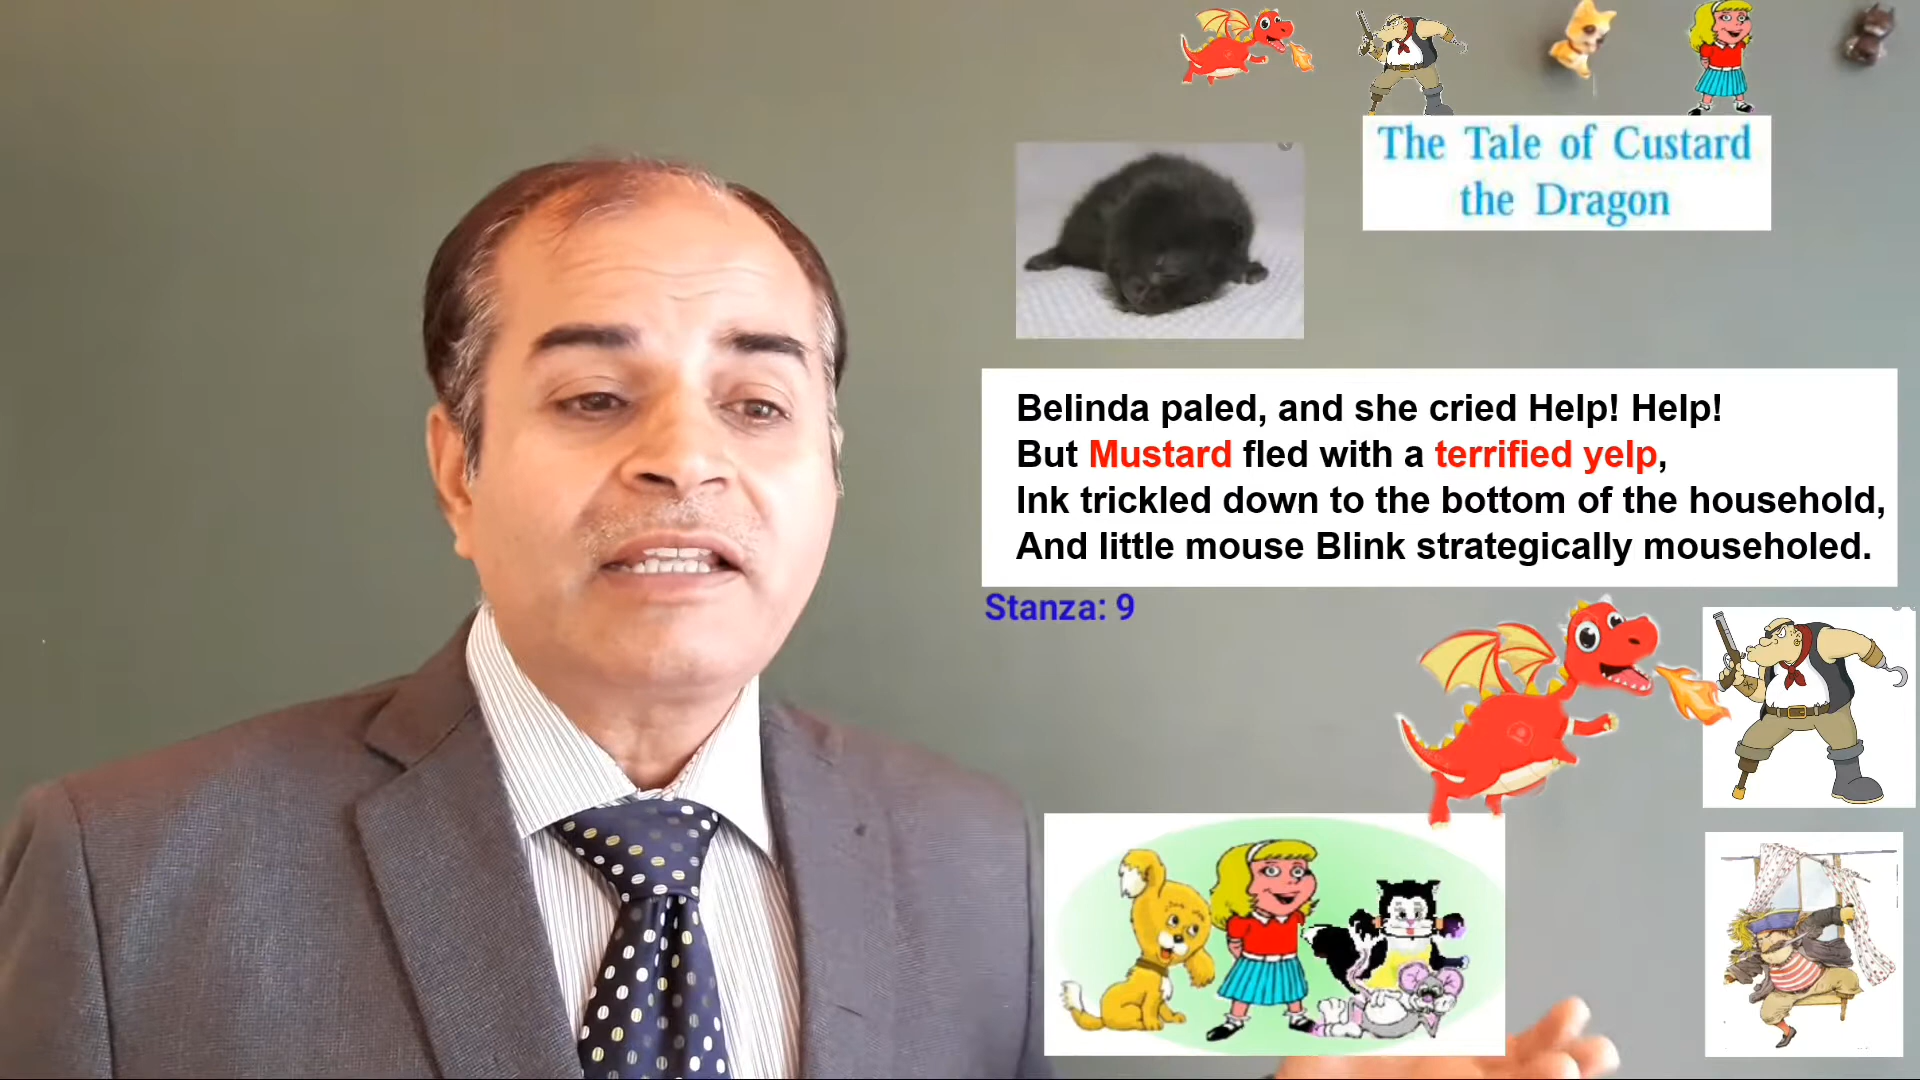 The Tale of Custard
the Dragon
Belinda paled, and she cried Help! Help!
But Mustard fled with a terrified yelp,
Ink trickled down to the bottom of the household,
And little mouse Blink strategically mouseholed.
Stanza: 9